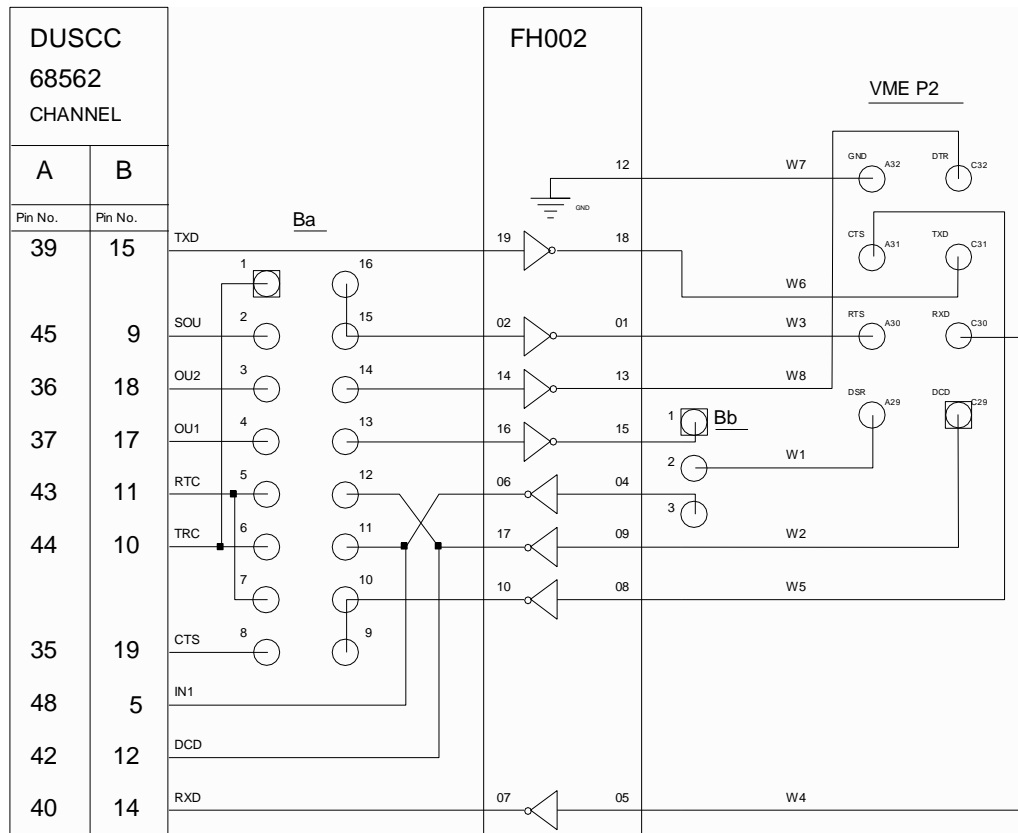 DUSCC
68562
CHANNEL
FH002
VME P2
A B
Pin No. Pin No.
Ba
12 W7 GND A32 DTR C32
GND
39 15 TXD 19 18 CTS A31 TXD C31
1 16
W6
45 9 SOU 2 15 02 01 W3 RTS A30 RXD C30
36 18 OU2 3 14 14 13 W8
DSR A29 DCD C29
37 17 OU1 4 13 16 15 1 Bb
2 W1
43 11 RTC 5 12 06 04
3
44 10 TRC 6 11 17 09 W2
7 10 10 08 W5
35 19 CTS 8 9
48 5 IN1
42 12 DCD
40 14 RXD 07 05 W4